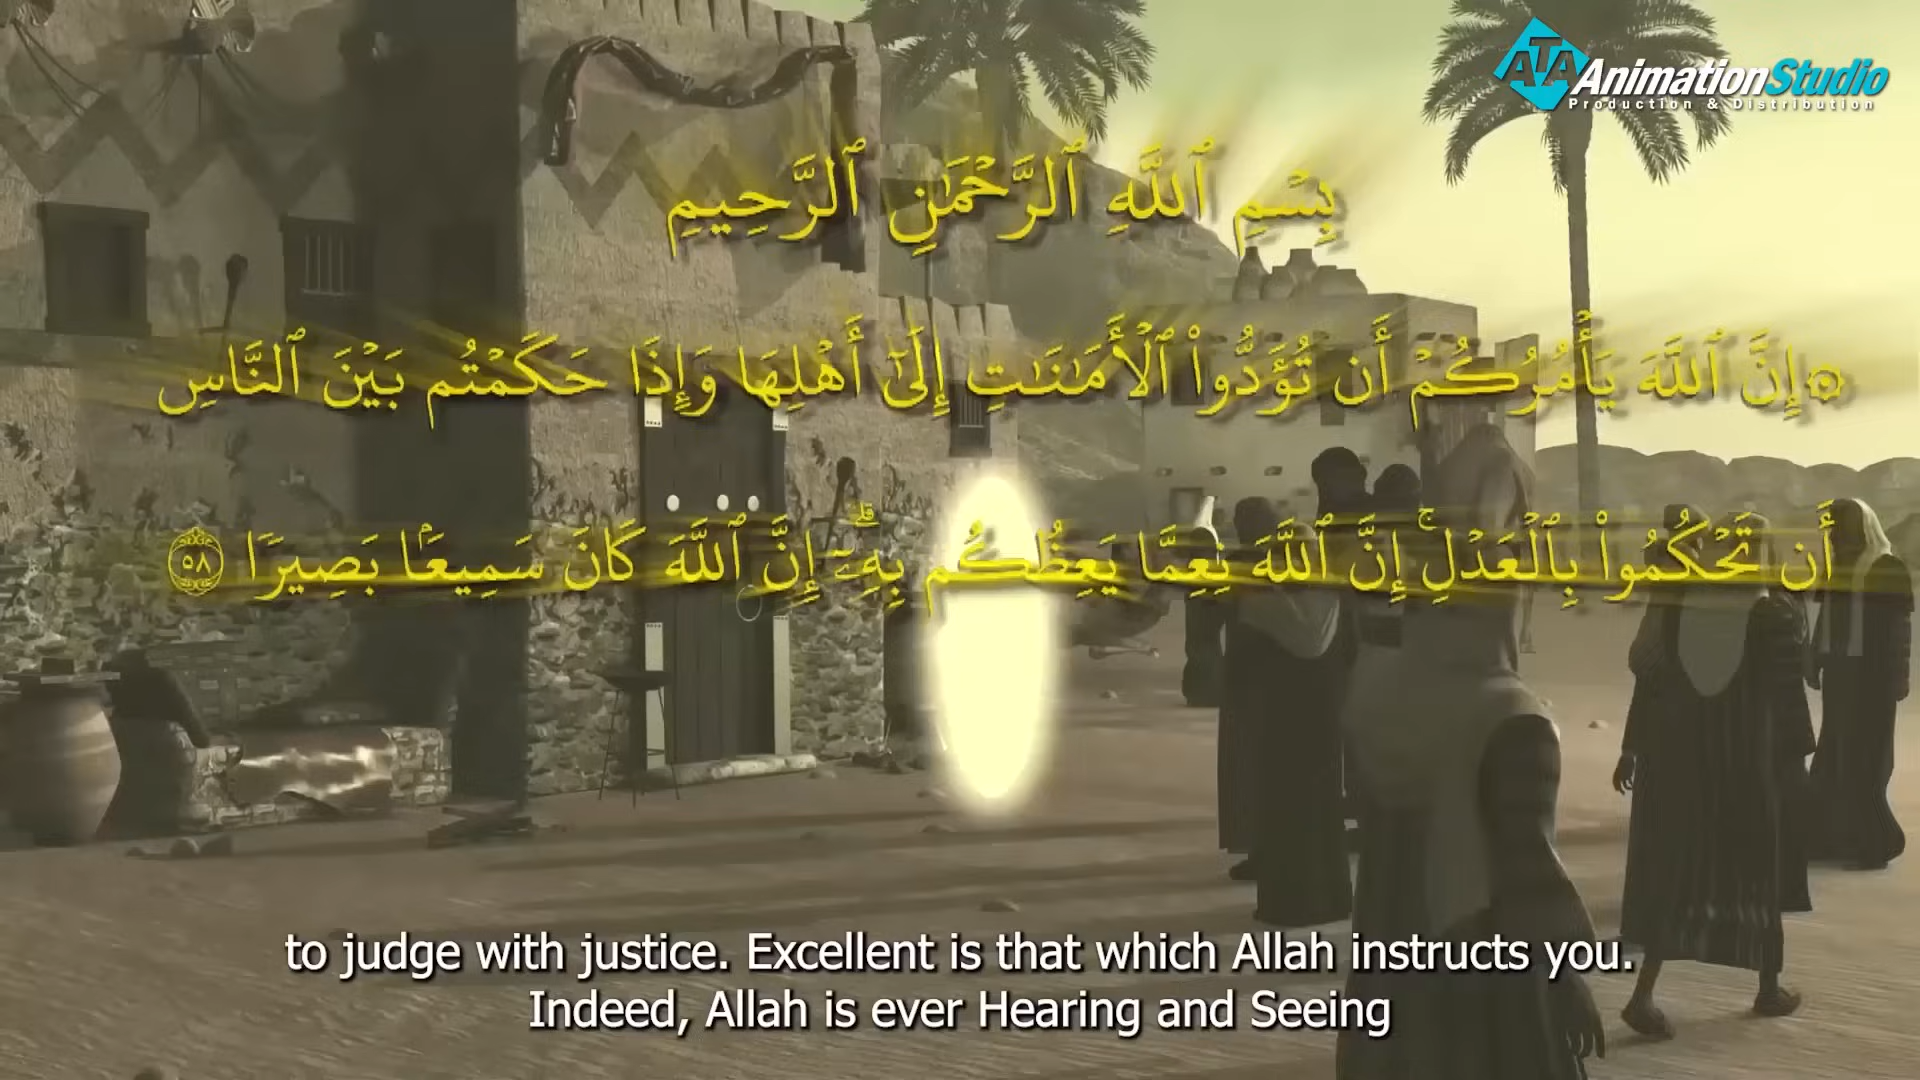 ATA AnimationStudio
Production & Distribution
بِسْمِ ٱللَّهِ ٱلرَّحْمَٰنِ ٱلرَّحِيمِ
۞ إِنَّ ٱللَّهَ يَأْمُرُكُمْ أَن تُؤَدُّوا۟ ٱلْأَمَٰنَٰتِ إِلَىٰٓ أَهْلِهَا وَإِذَا حَكَمْتُم بَيْنَ ٱلنَّاسِ
أَن تَحْكُمُوا۟ بِٱلْعَدْلِ ۚ إِنَّ ٱللَّهَ نِعِمَّا يَعِظُكُم بِهِۦٓ ۗ إِنَّ ٱللَّهَ كَانَ سَمِيعًۢا بَصِيرًا ٥٨
to judge with justice. Excellent is that which Allah instructs you.
Indeed, Allah is ever Hearing and Seeing